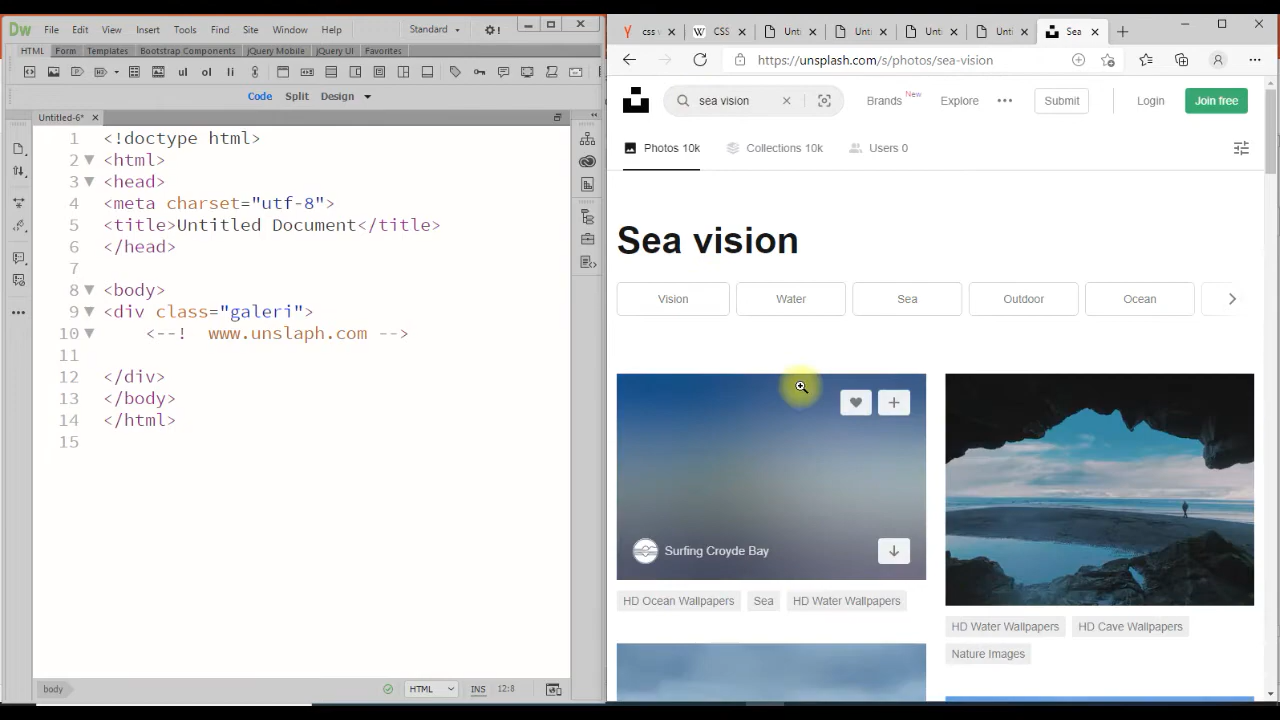 Dw File Edit View Insert Tools Find Site Window Help Standard
HTML Form Templates Bootstrap Components jQuery Mobile jQuery UI Favorites
Code Split Design
Untitled-6* ×
1 <!doctype html>
2 <html>
3 <head>
4 <meta charset="utf-8">
5 <title>Untitled Document</title>
6 </head>
7
8 <body>
9 <div class="galeri">
10 <--! www.unslaph.com -->
11
12 </div>
13 </body>
14 </html>
15
body HTML INS 12:8
css CSS Unti Unti Unti Unti Sea
https://unsplash.com/s/photos/sea-vision
sea vision Brands New Explore Submit Login Join free
Photos 10k Collections 10k Users 0
Sea vision
Vision Water Sea Outdoor Ocean
Surfing Croyde Bay
HD Ocean Wallpapers Sea HD Water Wallpapers
HD Water Wallpapers HD Cave Wallpapers
Nature Images